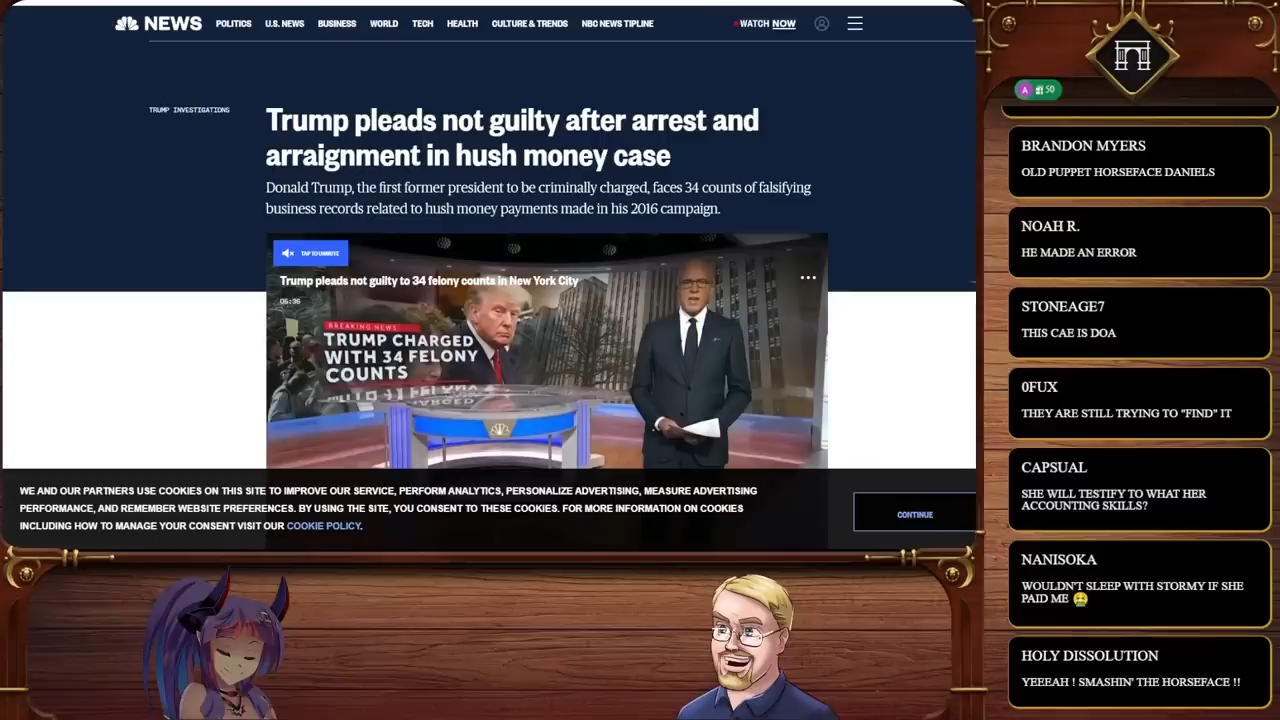 NEWS
POLITICS
U.S. NEWS
BUSINESS
WORLD
TECH
HEALTH
CULTURE & TRENDS
NBC NEWS TIPLINE
WATCH NOW
TRUMP INVESTIGATIONS
Trump pleads not guilty after arrest and
arraignment in hush money case
Donald Trump, the first former president to be criminally charged, faces 34 counts of falsifying
business records related to hush money payments made in his 2016 campaign.
TAP TO UNMUTE
Trump pleads not guilty to 34 felony counts in New York City
06:36
BREAKING NEWS
TRUMP CHARGED
WITH 34 FELONY
COUNTS
WE AND OUR PARTNERS USE COOKIES ON THIS SITE TO IMPROVE OUR SERVICE, PERFORM ANALYTICS, PERSONALIZE ADVERTISING, MEASURE ADVERTISING
PERFORMANCE, AND REMEMBER WEBSITE PREFERENCES. BY USING THE SITE, YOU CONSENT TO THESE COOKIES. FOR MORE INFORMATION ON COOKIES
INCLUDING HOW TO MANAGE YOUR CONSENT VISIT OUR COOKIE POLICY.
CONTINUE
A 50
BRANDON MYERS
OLD PUPPET HORSEFACE DANIELS
NOAH R.
HE MADE AN ERROR
STONEAGE7
THIS CAE IS DOA
0FUX
THEY ARE STILL TRYING TO "FIND" IT
CAPSUAL
SHE WILL TESTIFY TO WHAT HER
ACCOUNTING SKILLS?
NANISOKA
WOULDN'T SLEEP WITH STORMY IF SHE
PAID ME 🤮
HOLY DISSOLUTION
YEEEAH ! SMASHIN' THE HORSEFACE !!